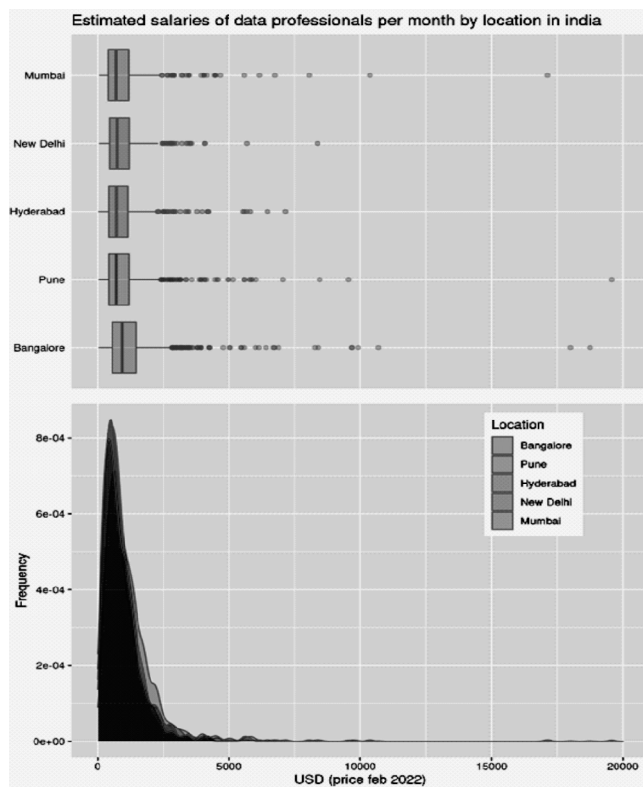 Estimated salaries of data professionals per month by location in india
Mumbai
New Delhi
Hyderabad
Pune
Bangalore
Location
Bangalore
Pune
Hyderabad
New Delhi
Mumbai
8e-04
6e-04
4e-04
2e-04
0e+00
Frequency
0
5000
10000
15000
20000
USD (price feb 2022)